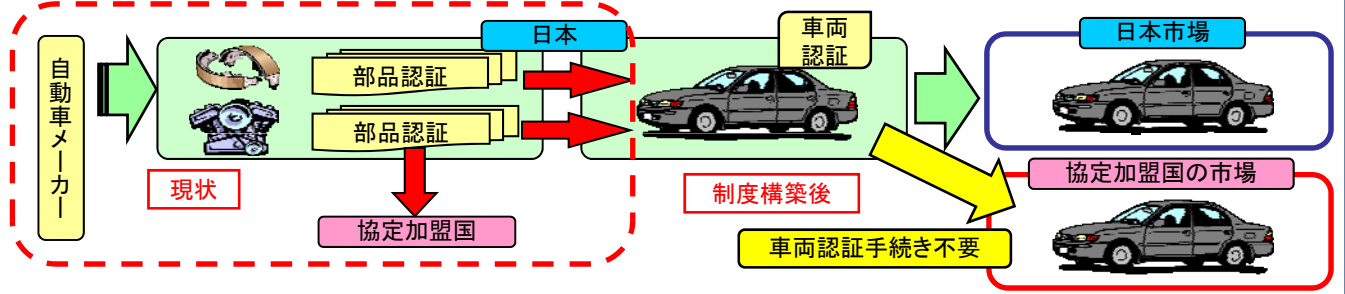 自動車メーカー
日本
部品認証
部品認証
現状
協定加盟国
車両
認証
制度構築後
車両認証手続き不要
日本市場
協定加盟国の市場